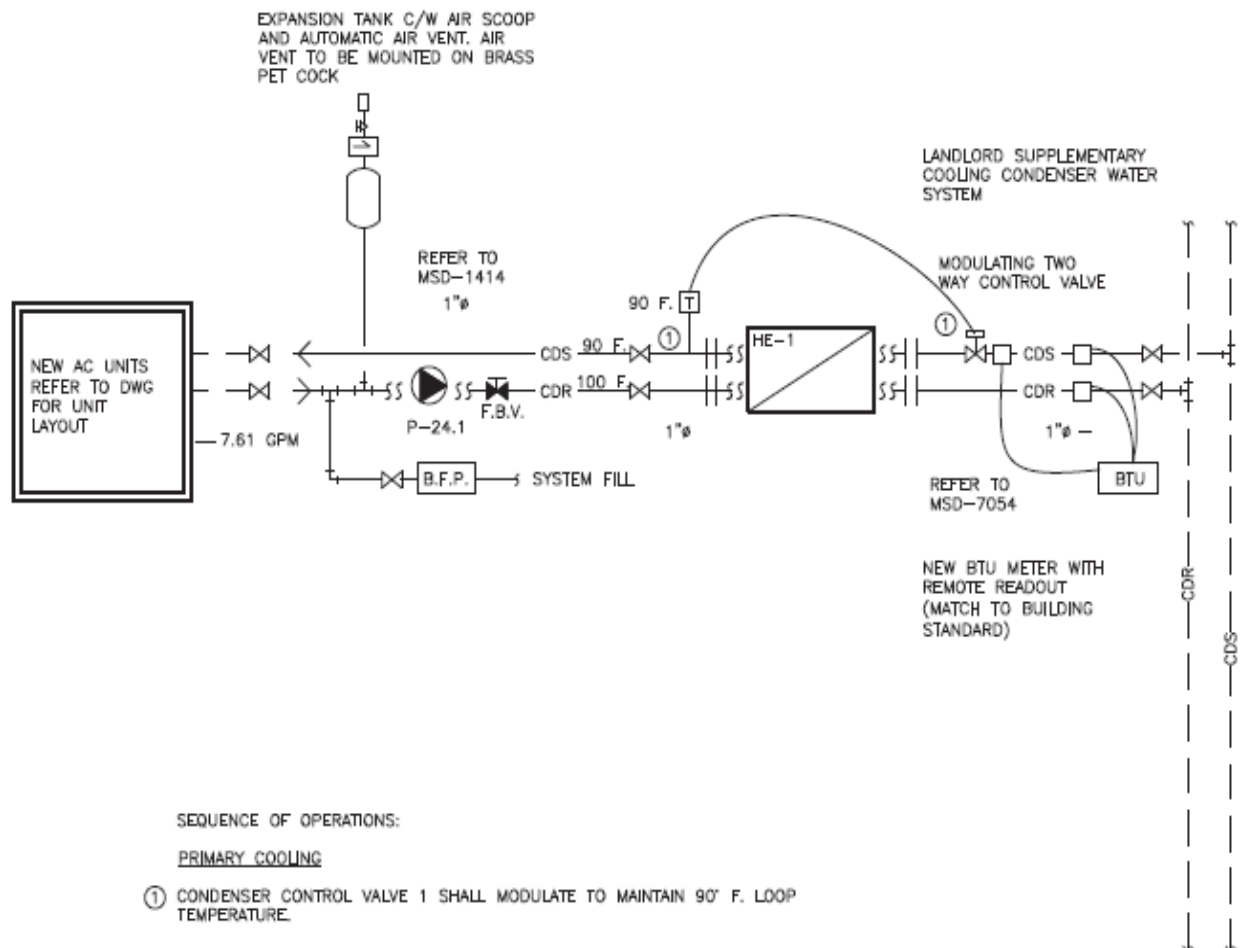 EXPANSION TANK C/W AIR SCOOP
AND AUTOMATIC AIR VENT. AIR
VENT TO BE MOUNTED ON BRASS
PET COCK
LANDLORD SUPPLEMENTARY
COOLING CONDENSER WATER
SYSTEM
REFER TO
MSD-1414
1"ø
MODULATING TWO
WAY CONTROL VALVE
90 F. T
1
1
NEW AC UNITS
REFER TO DWG
FOR UNIT
LAYOUT
CDS 90 F.
HE-1
CDS
CDR 100 F.
CDR
F.B.V.
P-24.1
7.61 GPM
1"ø
1"ø
B.F.P.
SYSTEM FILL
BTU
REFER TO
MSD-7054
NEW BTU METER WITH
REMOTE READOUT
(MATCH TO BUILDING
STANDARD)
CDR
CDS
SEQUENCE OF OPERATIONS:
PRIMARY COOLING
1 CONDENSER CONTROL VALVE 1 SHALL MODULATE TO MAINTAIN 90° F. LOOP
TEMPERATURE.